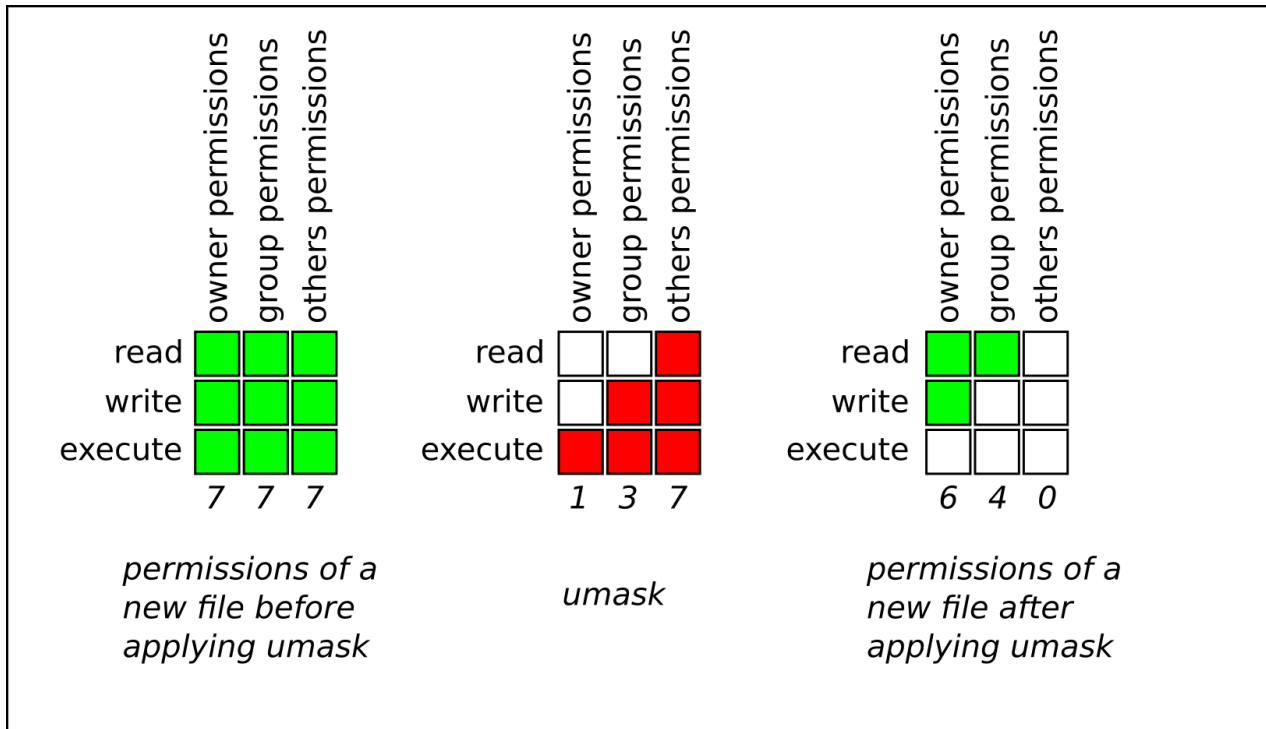 owner permissions
group permissions
others permissions
read
write
execute
7 7 7
permissions of a
new file before
applying umask
owner permissions
group permissions
others permissions
read
write
execute
1 3 7
umask
owner permissions
group permissions
others permissions
read
write
execute
6 4 0
permissions of a
new file after
applying umask